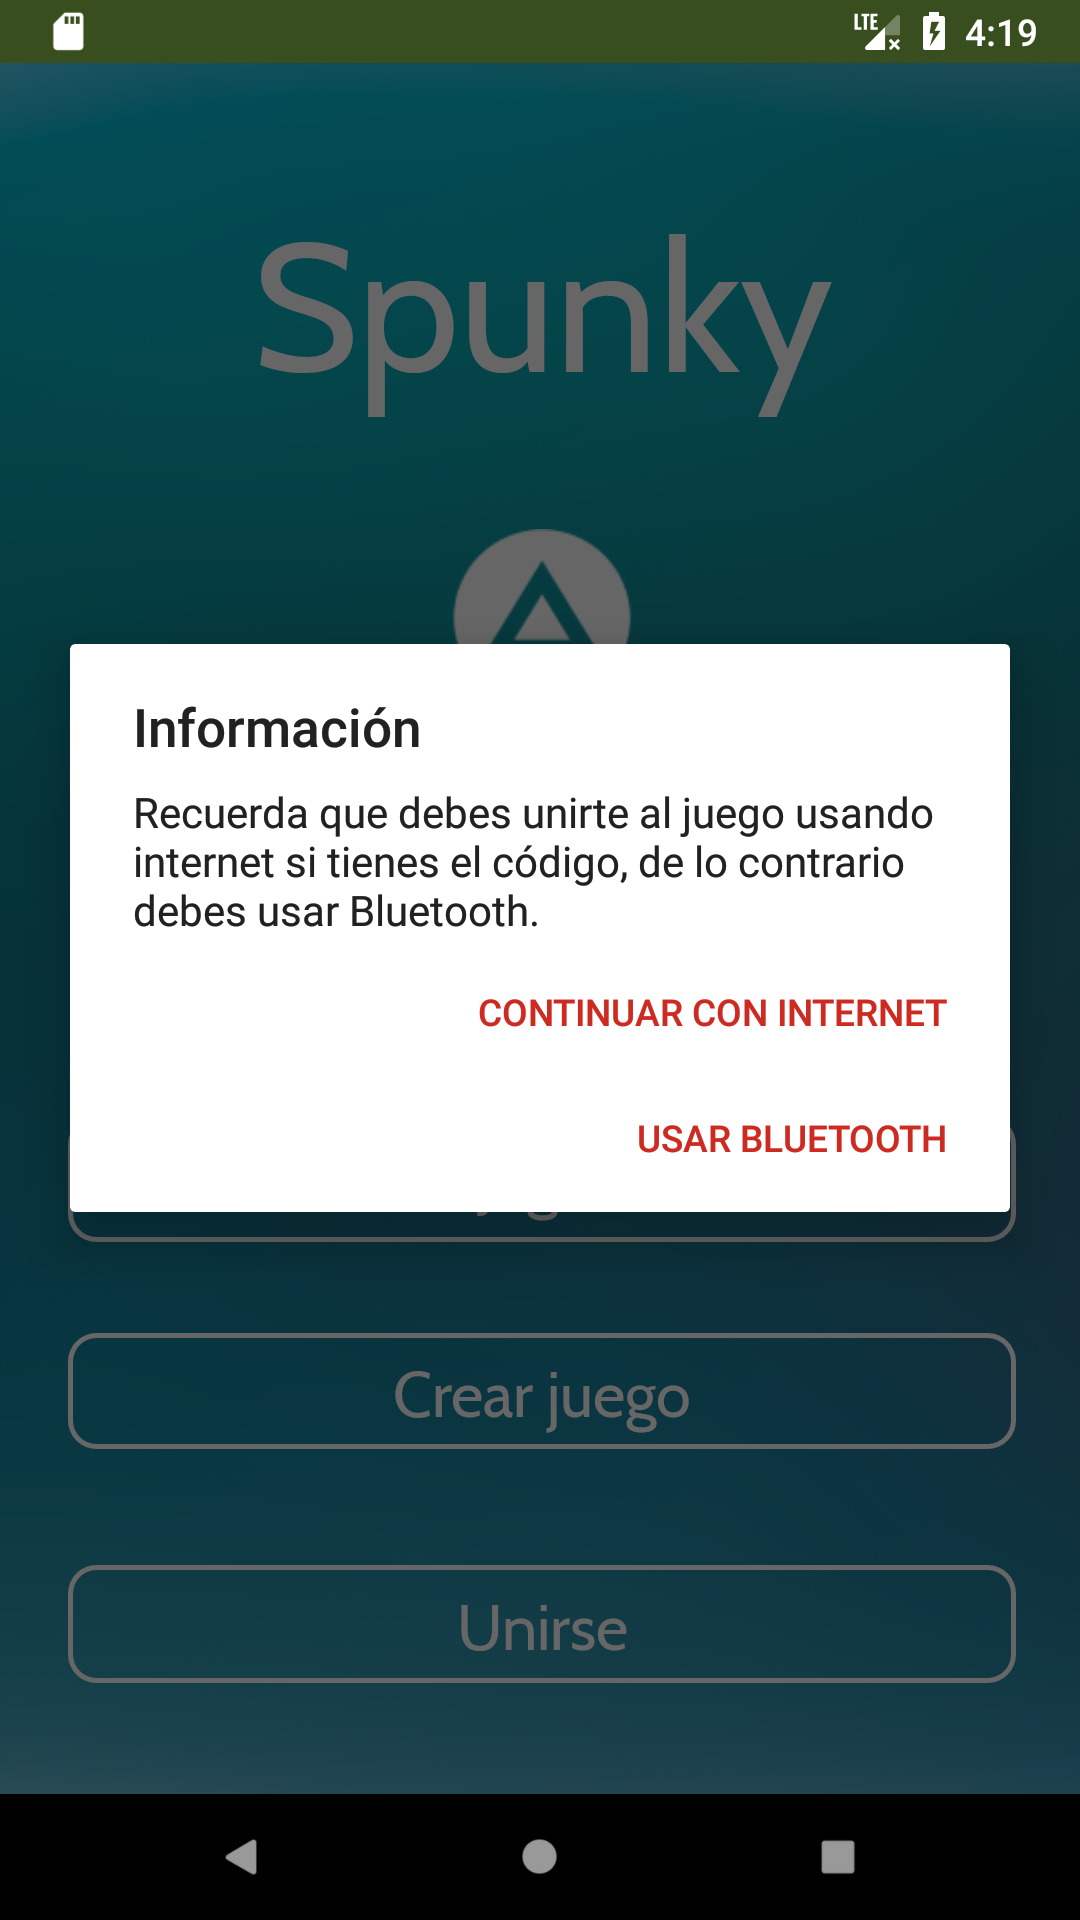 LTE 4:19
Spunky
Información
Recuerda que debes unirte al juego usando
internet si tienes el código, de lo contrario
debes usar Bluetooth.
CONTINUAR CON INTERNET
USAR BLUETOOTH
Crear juego
Unirse